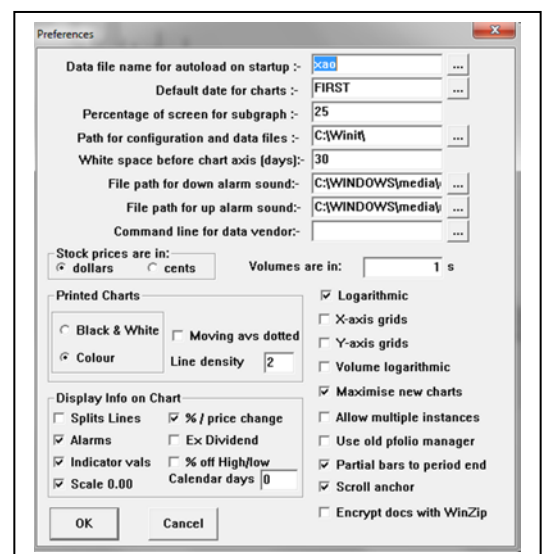 Preferences
Data file name for autoload on startup :- xao ...
Default date for charts :- FIRST ...
Percentage of screen for subgraph :- 25
Path for configuration and data files :- C:\Winit\ ...
White space before chart axis (days):- 30
File path for down alarm sound:- C:\WINDOWS\media\ ...
File path for up alarm sound:- C:\WINDOWS\media\ ...
Command line for data vendor:- ...
Stock prices are in:
dollars cents Volumes are in: 1 s
Printed Charts
Black & White
Colour
Moving avs dotted
Line density 2
Display Info on Chart
Splits Lines % / price change
Alarms Ex Dividend
Indicator vals % off High/low
Scale 0.00 Calendar days 0
Logarithmic
X-axis grids
Y-axis grids
Volume logarithmic
Maximise new charts
Allow multiple instances
Use old pfolio manager
Partial bars to period end
Scroll anchor
Encrypt docs with WinZip
OK Cancel